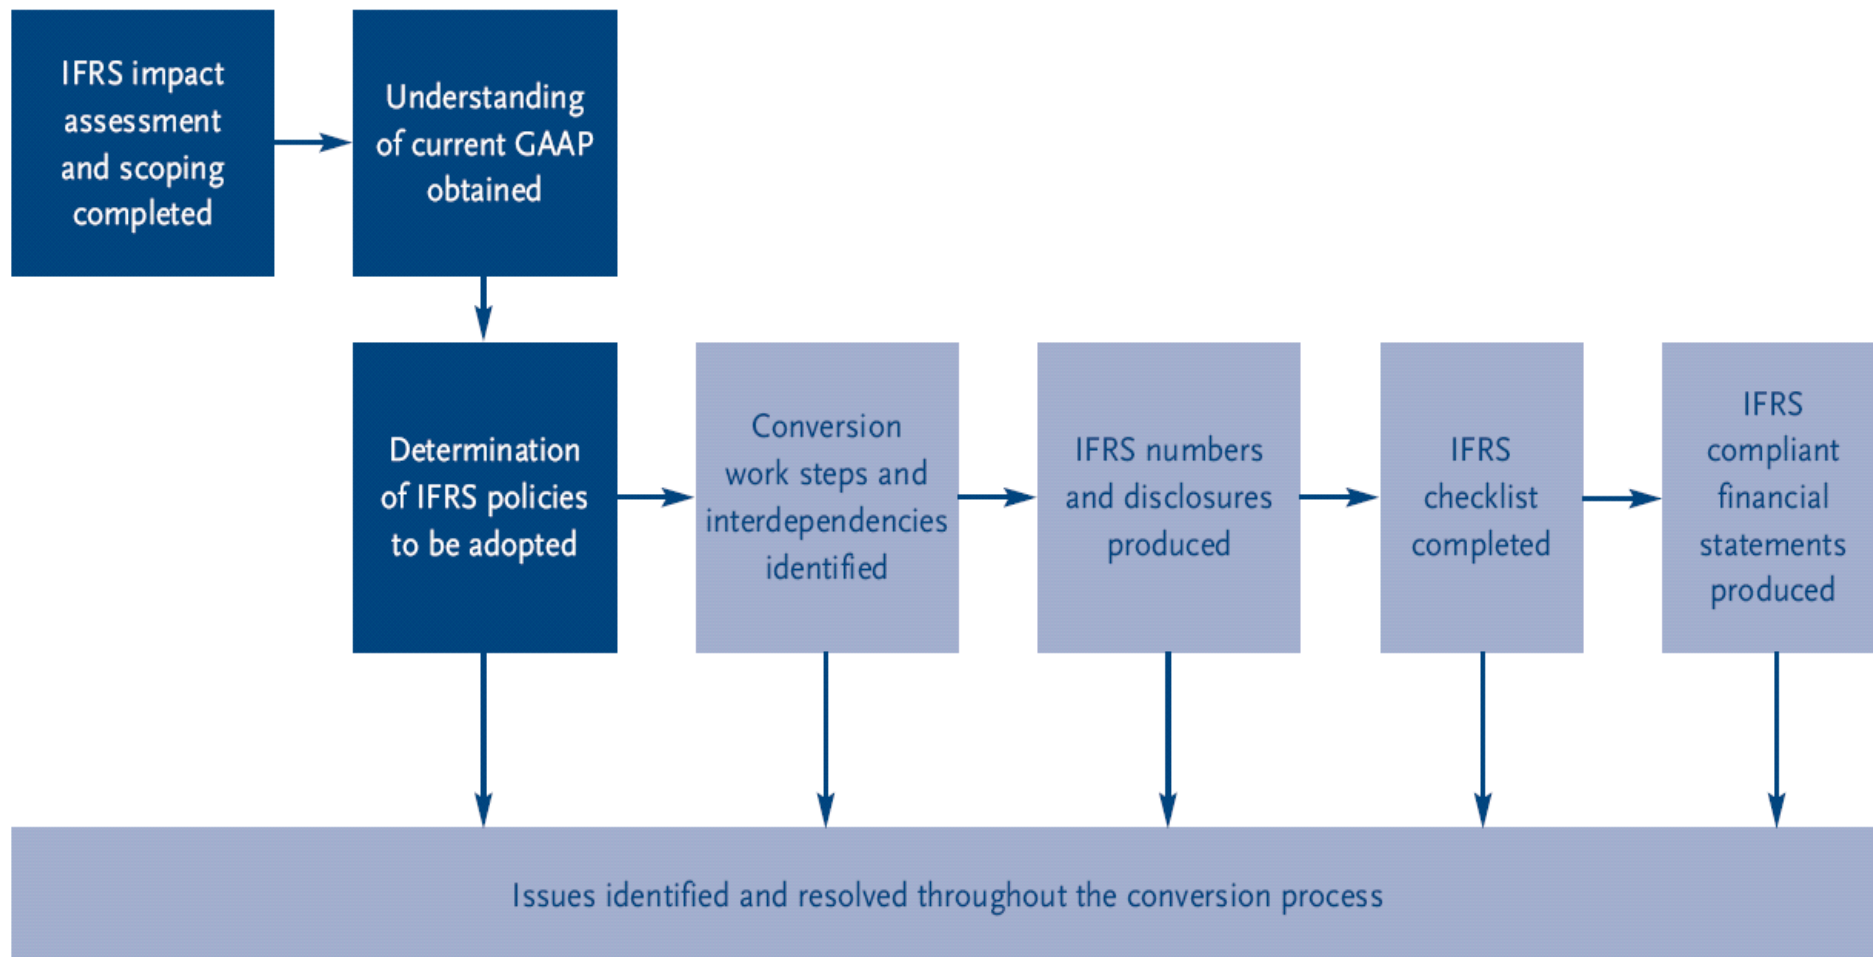 IFRS impact
assessment
and scoping
completed
Understanding
of current GAAP
obtained
Determination
of IFRS policies
to be adopted
Conversion
work steps and
interdependencies
identified
IFRS numbers
and disclosures
produced
IFRS
checklist
completed
IFRS
compliant
financial
statements
produced
Issues identified and resolved throughout the conversion process